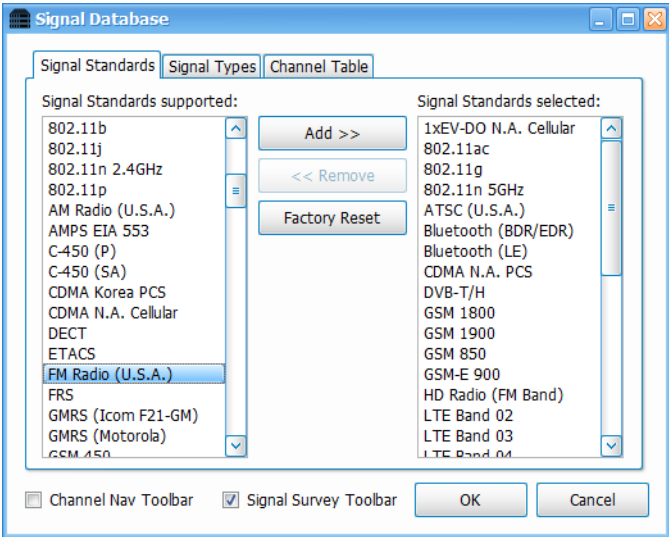 Signal Database
Signal Standards
Signal Types
Channel Table
Signal Standards supported:
802.11b
802.11j
802.11n 2.4GHz
802.11p
AM Radio (U.S.A.)
AMPS EIA 553
C-450 (P)
C-450 (SA)
CDMA Korea PCS
CDMA N.A. Cellular
DECT
ETACS
FM Radio (U.S.A.)
FRS
GMRS (Icom F21-GM)
GMRS (Motorola)
GSM 450
Add >>
<< Remove
Factory Reset
Signal Standards selected:
1xEV-DO N.A. Cellular
802.11ac
802.11g
802.11n 5GHz
ATSC (U.S.A.)
Bluetooth (BDR/EDR)
Bluetooth (LE)
CDMA N.A. PCS
DVB-T/H
GSM 1800
GSM 1900
GSM 850
GSM-E 900
HD Radio (FM Band)
LTE Band 02
LTE Band 03
LTE Band 04
Channel Nav Toolbar
Signal Survey Toolbar
OK
Cancel